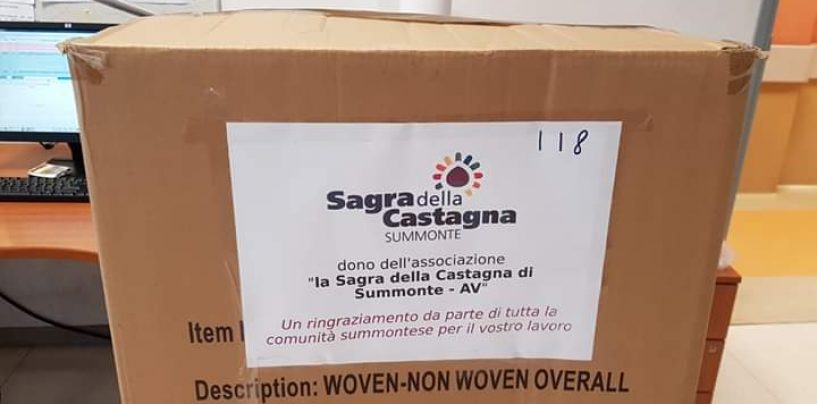 118
Sagra della
Castagna
SUMMONTE
dono dell'associazione
"la Sagra della Castagna di
Summonte - AV"
Un ringraziamento da parte di tutta la
comunità summontese per il vostro lavoro
Item
Description: WOVEN-NON WOVEN OVERALL